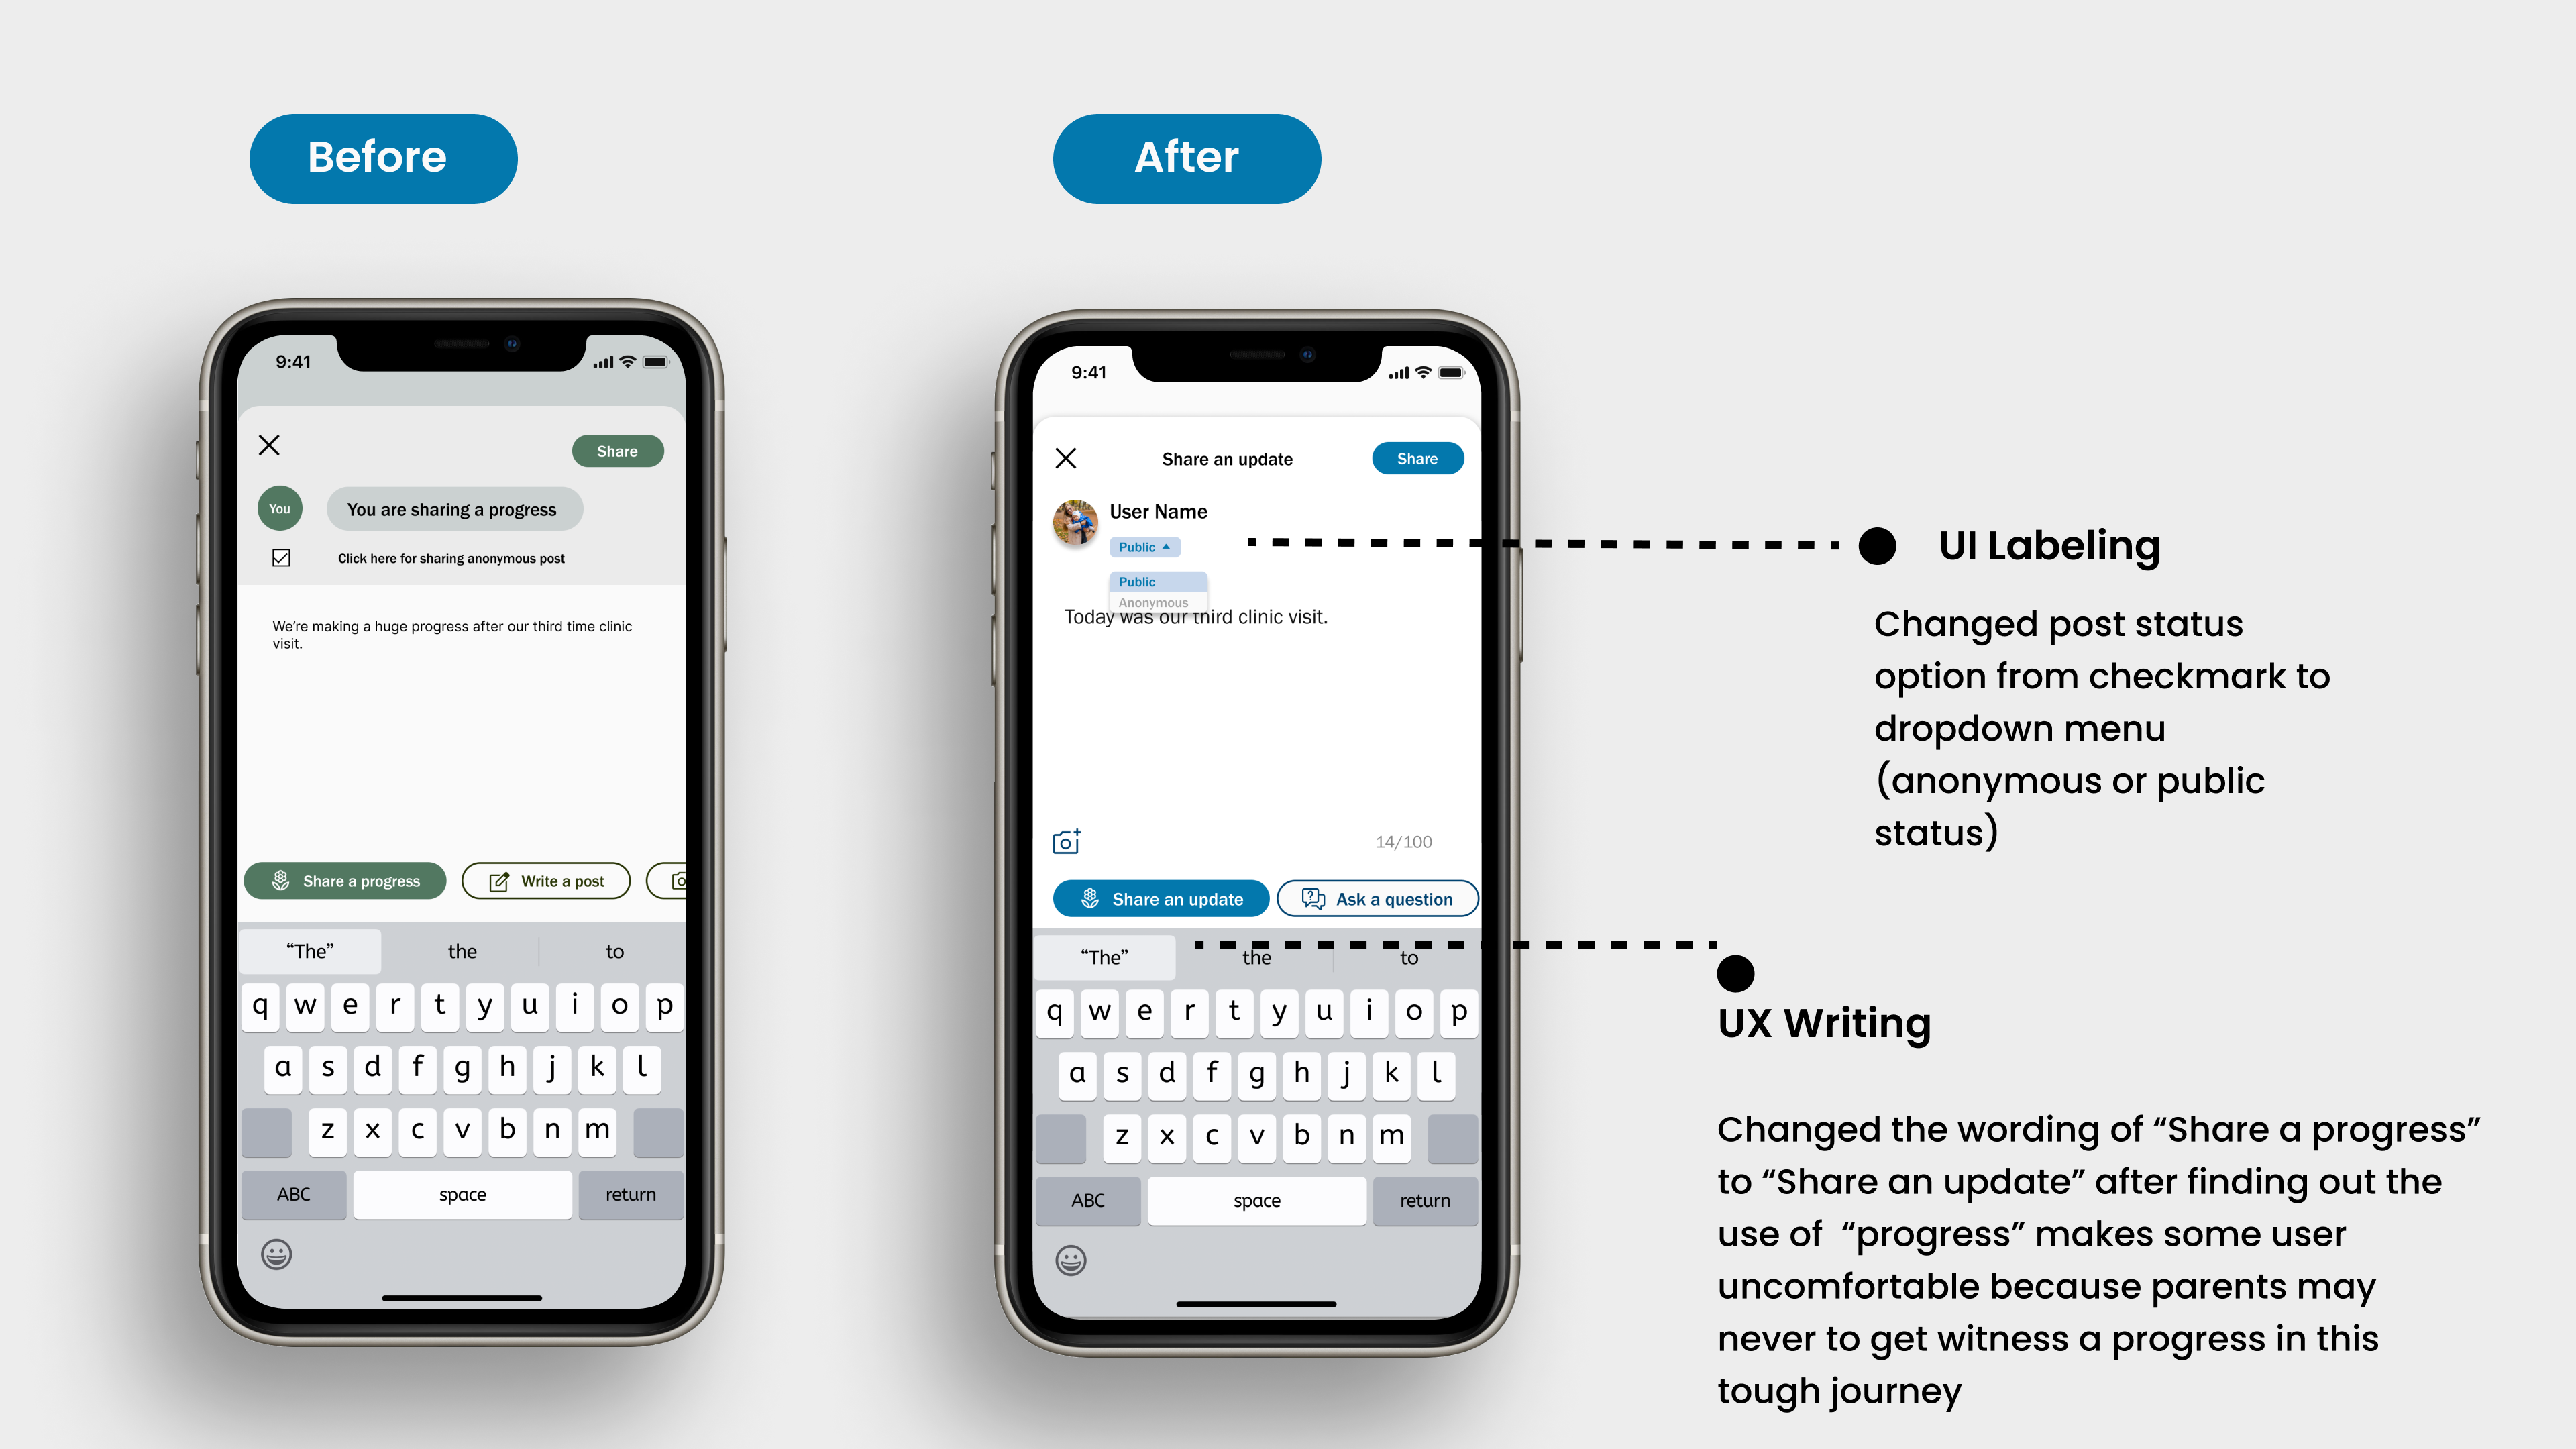 Before
After
9:41
Share
You
You are sharing a progress
Click here for sharing anonymous post
We're making a huge progress after our third time clinic
visit.
Share a progress
Write a post
“The”
the
to
q w e r t y u i o p
a s d f g h j k l
z x c v b n m
ABC
space
return
9:41
Share an update
Share
User Name
Public
Public
Anonymous
Today was our third clinic visit.
14/100
Share an update
Ask a question
“The”
the
to
q w e r t y u i o p
a s d f g h j k l
z x c v b n m
ABC
space
return
UI Labeling
Changed post status
option from checkmark to
dropdown menu
(anonymous or public
status)
UX Writing
Changed the wording of “Share a progress”
to “Share an update” after finding out the
use of  “progress” makes some user
uncomfortable because parents may
never to get witness a progress in this
tough journey